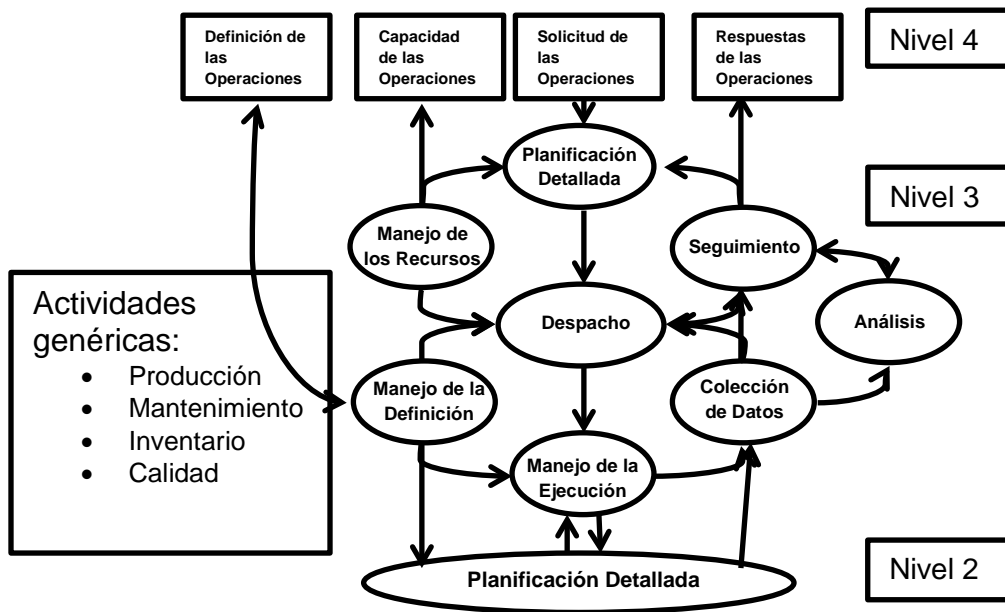 Definición de
las
Operaciones
Capacidad
de las
Operaciones
Solicitud de
las
Operaciones
Respuestas
de las
Operaciones
Nivel 4
Planificación
Detallada
Nivel 3
Manejo de
los Recursos
Seguimiento
Actividades
genéricas:
• Producción
• Mantenimiento
• Inventario
• Calidad
Despacho
Análisis
Manejo de la
Definición
Colección
de Datos
Manejo de la
Ejecución
Planificación Detallada
Nivel 2